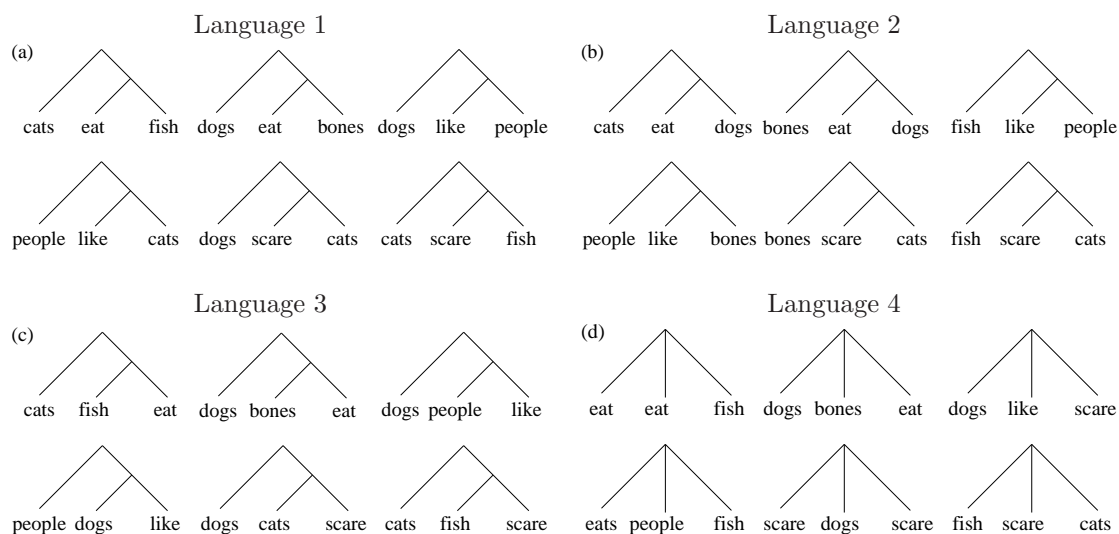 Language 1
Language 2
(a)
(b)
cats eat fish dogs eat bones dogs like people
cats eat dogs bones eat dogs fish like people
people like cats dogs scare cats cats scare fish
people like bones bones scare cats fish scare cats
Language 3
Language 4
(c)
(d)
cats fish eat dogs bones eat dogs people like
eat eat fish dogs bones eat dogs like scare
people dogs like dogs cats scare cats fish scare
eats people fish scare dogs scare fish scare cats